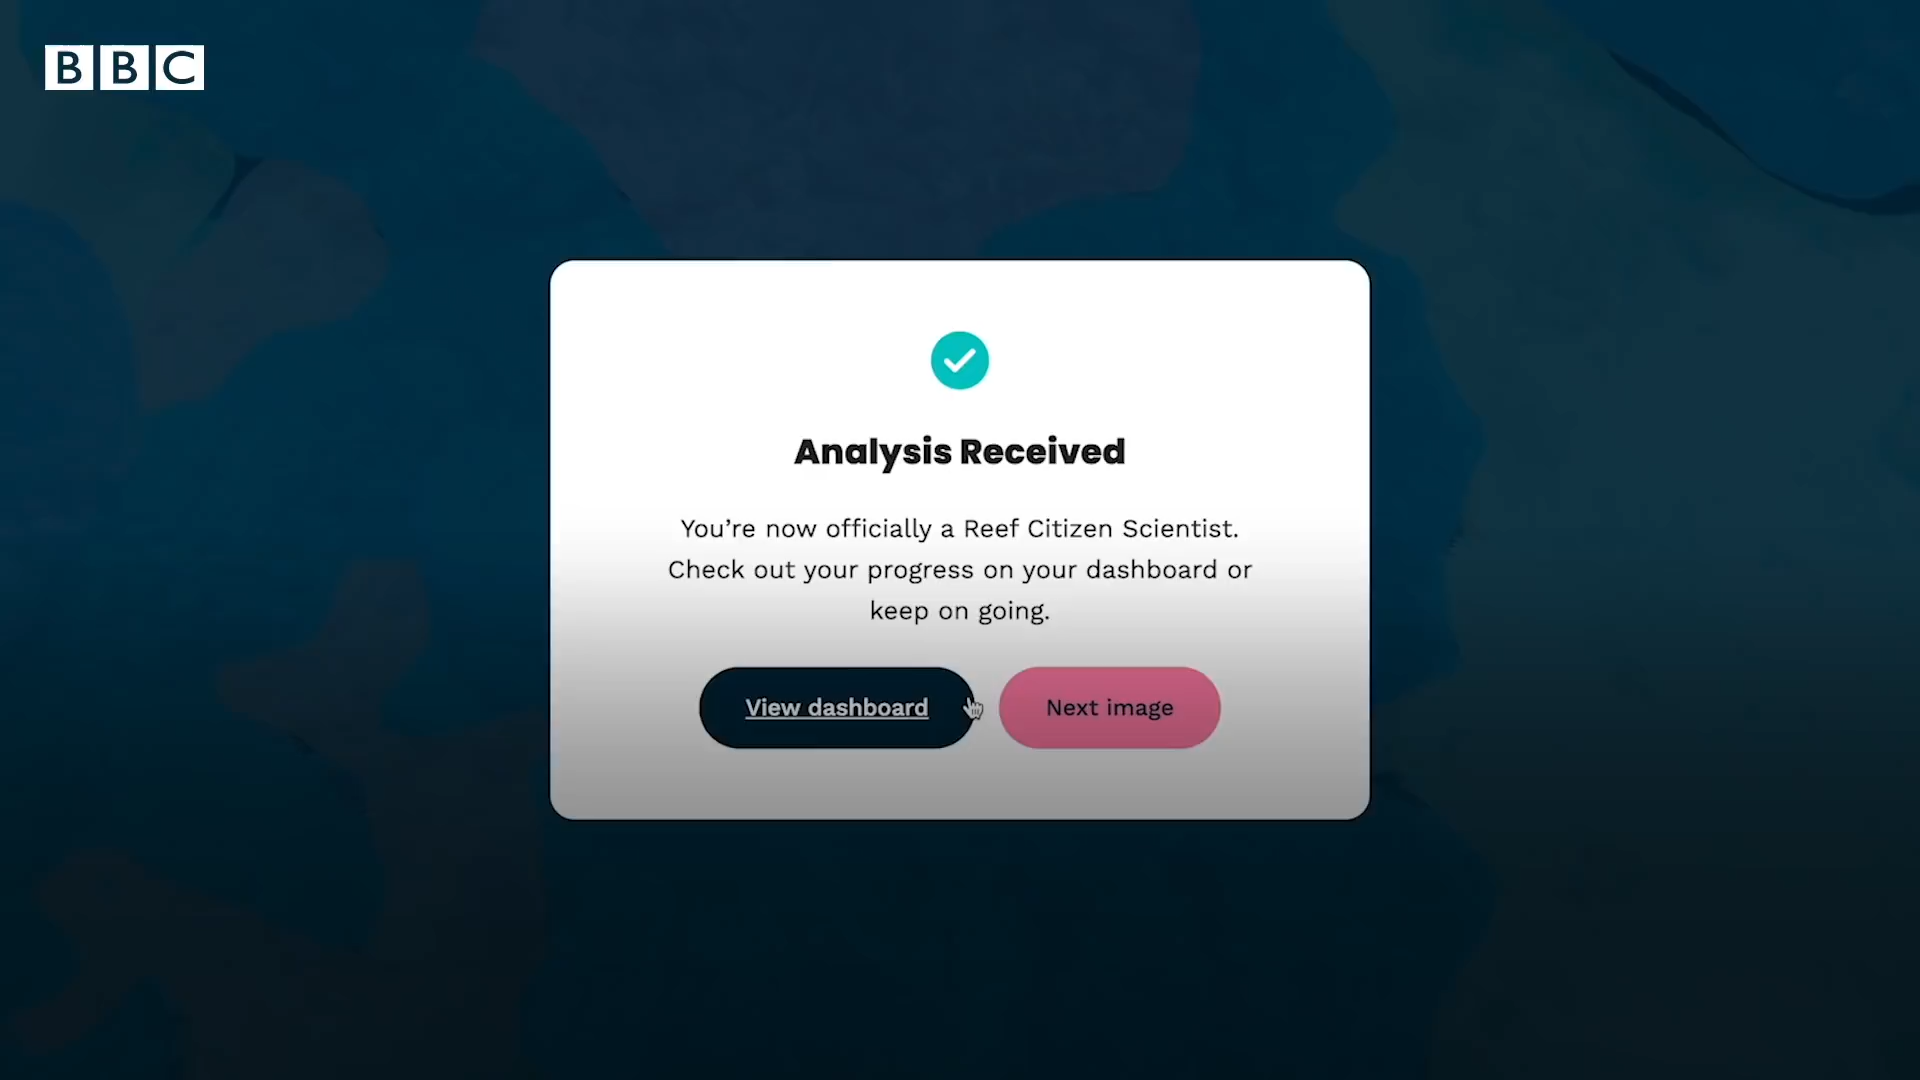 BBC
Analysis Received
You’re now officially a Reef Citizen Scientist.
Check out your progress on your dashboard or
keep on going.
View dashboard
Next image